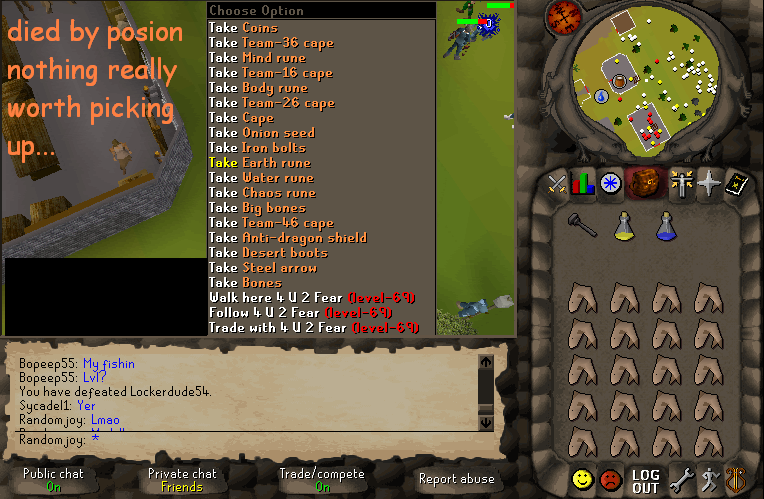 died by posion
nothing really
worth picking
up...
Choose Option
Take Coins
Take Team-36 cape
Take Mind rune
Take Team-16 cape
Take Body rune
Take Team-26 cape
Take Cape
Take Onion seed
Take Iron bolts
Take Earth rune
Take Water rune
Take Chaos rune
Take Big bones
Take Team-46 cape
Take Anti-dragon shield
Take Desert boots
Take Steel arrow
Take Bones
Walk here 4 U 2 Fear (level-69)
Follow 4 U 2 Fear (level-69)
Trade with 4 U 2 Fear (level-69)
Bopeep55: My fishin
Bopeep55: Lvl?
You have defeated Lockerdude54.
Sycadel1: Yer
Randomjoy: Lmao
Randomjoy: *
Public chat
On
Private chat
Friends
Trade/compete
On
Report abuse
LOG
OUT